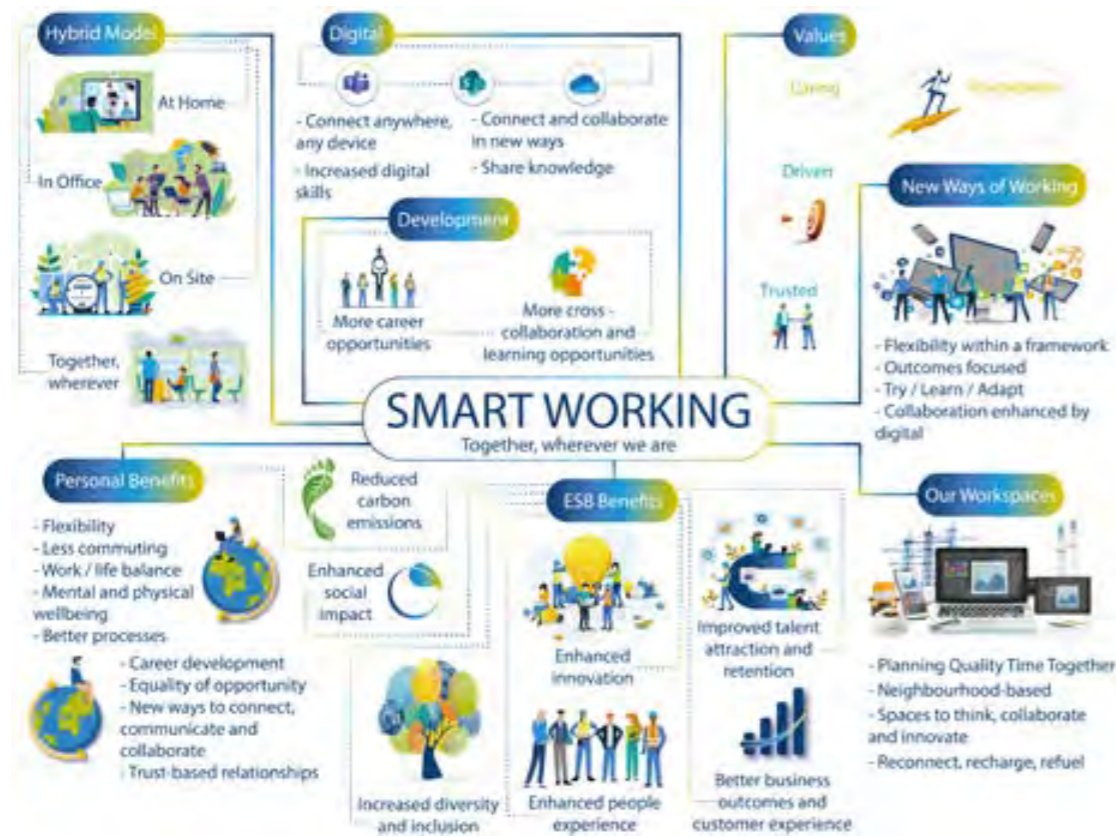 Hybrid Model
At Home
In Office
On Site
Together,
wherever
Digital
- Connect anywhere,
any device
- Increased digital
skills
- Connect and collaborate
in new ways
- Share knowledge
Development
More career
opportunities
More cross -
collaboration and
learning opportunities
Values
Caring
Driven
Trusted
New Ways of Working
- Flexibility within a framework
- Outcomes focused
- Try / Learn / Adapt
- Collaboration enhanced by
digital
SMART WORKING
Together, wherever we are
Personal Benefits
- Flexibility
- Less commuting
- Work / life balance
- Mental and physical
wellbeing
- Better processes
- Career development
- Equality of opportunity
- New ways to connect,
communicate and
collaborate
- Trust-based relationships
Reduced
carbon
emissions
Enhanced
social
impact
Increased diversity
and inclusion
ESB Benefits
Enhanced
innovation
Enhanced people
experience
Improved talent
attraction and
retention
Better business
outcomes and
customer experience
Our Workspaces
- Planning Quality Time Together
- Neighbourhood-based
- Spaces to think, collaborate
and innovate
- Reconnect, recharge, refuel